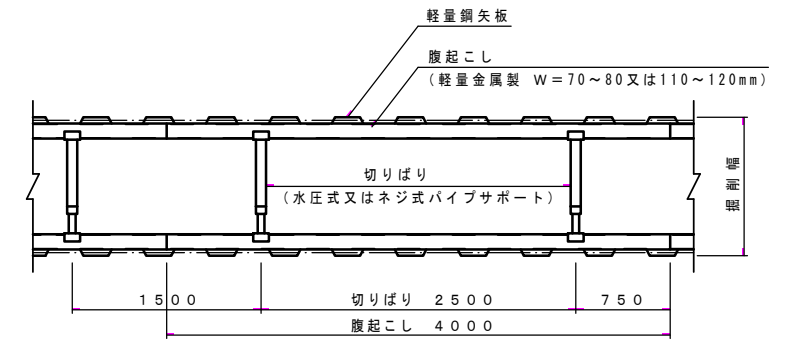 軽量鋼矢板
腹起こし
（軽量金属製 Ｗ＝70～80又は110～120mm）
切りばり
（水圧式又はネジ式パイプサポート）
掘削幅
１５００
切りばり ２５００
７５０
腹起こし ４０００